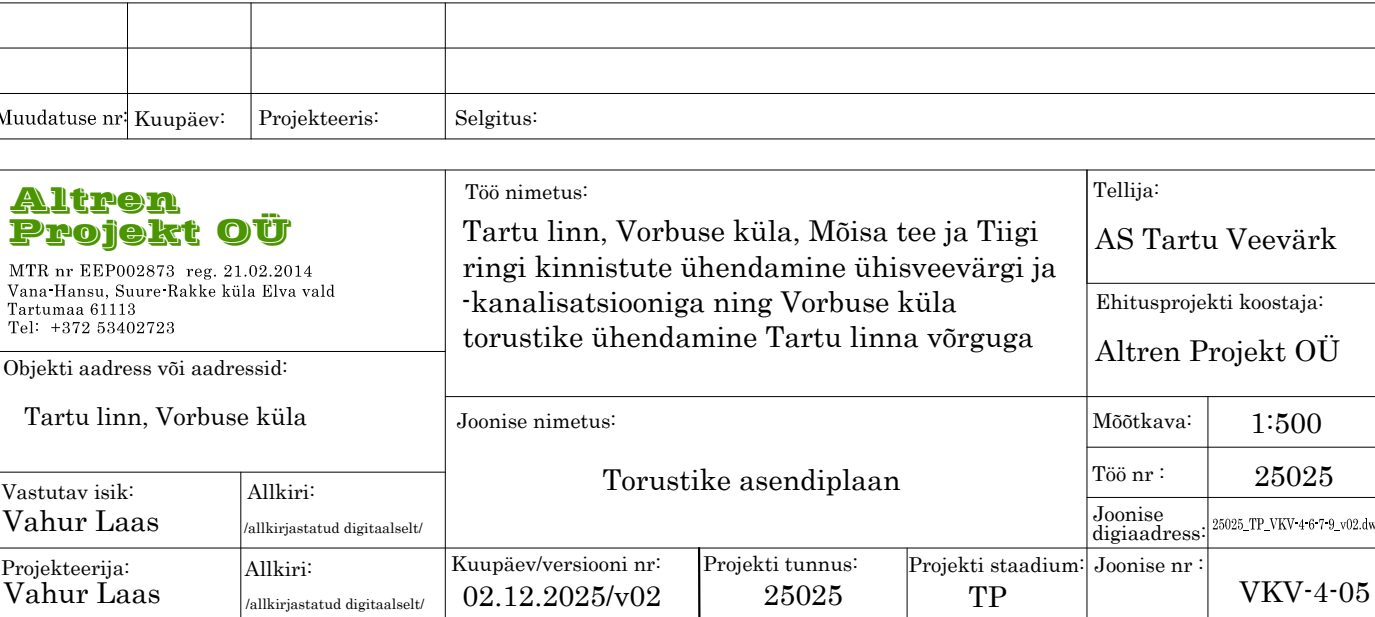 Muudatuse nr: Kuupäev: Projekteeris: Selgitus:
Altren
Projekt OÜ
MTR nr EEP002873 reg. 21.02.2014
Vana-Hansu, Suure-Rakke küla Elva vald
Tartumaa 61113
Tel: +372 53402723
Töö nimetus:
Tartu linn, Vorbuse küla, Mõisa tee ja Tiigi
ringi kinnistute ühendamine ühisveevärgi ja
-kanalisatsiooniga ning Vorbuse küla
torustike ühendamine Tartu linna võrguga
Tellija:
AS Tartu Veevärk
Ehitusprojekti koostaja:
Altren Projekt OÜ
Objekti aadress või aadressid:
Tartu linn, Vorbuse küla
Joonise nimetus:
Torustike asendiplaan
Mõõtkava: 1:500
Töö nr : 25025
Joonise
digiaadress: 25025_TP_VKV-4-6-7-9_v02.dw
Vastutav isik: Allkiri:
Vahur Laas /allkirjastatud digitaalselt/
Projekteerija: Allkiri:
Vahur Laas /allkirjastatud digitaalselt/
Kuupäev/versiooni nr:
02.12.2025/v02
Projekti tunnus:
25025
Projekti staadium:
TP
Joonise nr :
VKV-4-05